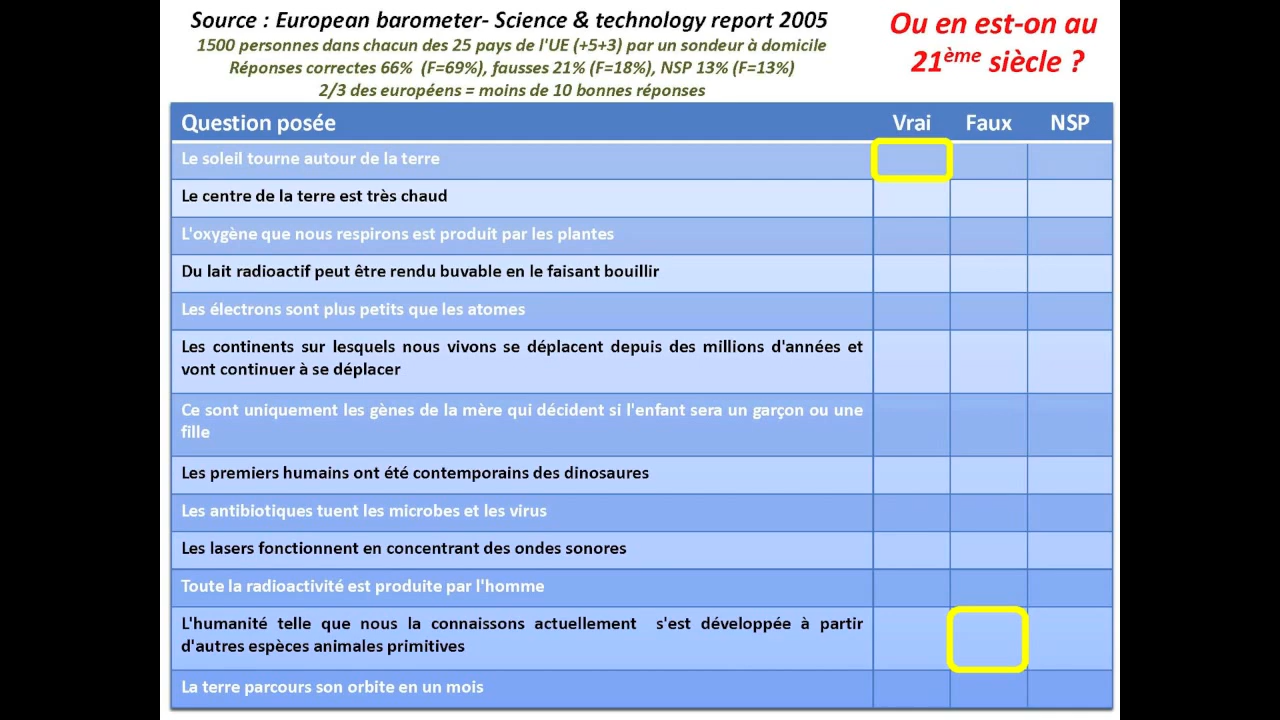 Source : European barometer- Science & technology report 2005
1500 personnes dans chacun des 25 pays de l'UE (+5+3) par un sondeur à domicile
Réponses correctes 66% (F=69%), fausses 21% (F=18%), NSP 13% (F=13%)
2/3 des européens = moins de 10 bonnes réponses
Ou en est-on au
21ème siècle ?
Question posée Vrai Faux NSP
Le soleil tourne autour de la terre
Le centre de la terre est très chaud
L'oxygène que nous respirons est produit par les plantes
Du lait radioactif peut être rendu buvable en le faisant bouillir
Les électrons sont plus petits que les atomes
Les continents sur lesquels nous vivons se déplacent depuis des millions d'années et
vont continuer à se déplacer
Ce sont uniquement les gènes de la mère qui décident si l'enfant sera un garçon ou une
fille
Les premiers humains ont été contemporains des dinosaures
Les antibiotiques tuent les microbes et les virus
Les lasers fonctionnent en concentrant des ondes sonores
Toute la radioactivité est produite par l'homme
L'humanité telle que nous la connaissons actuellement s'est développée à partir
d'autres espèces animales primitives
La terre parcours son orbite en un mois